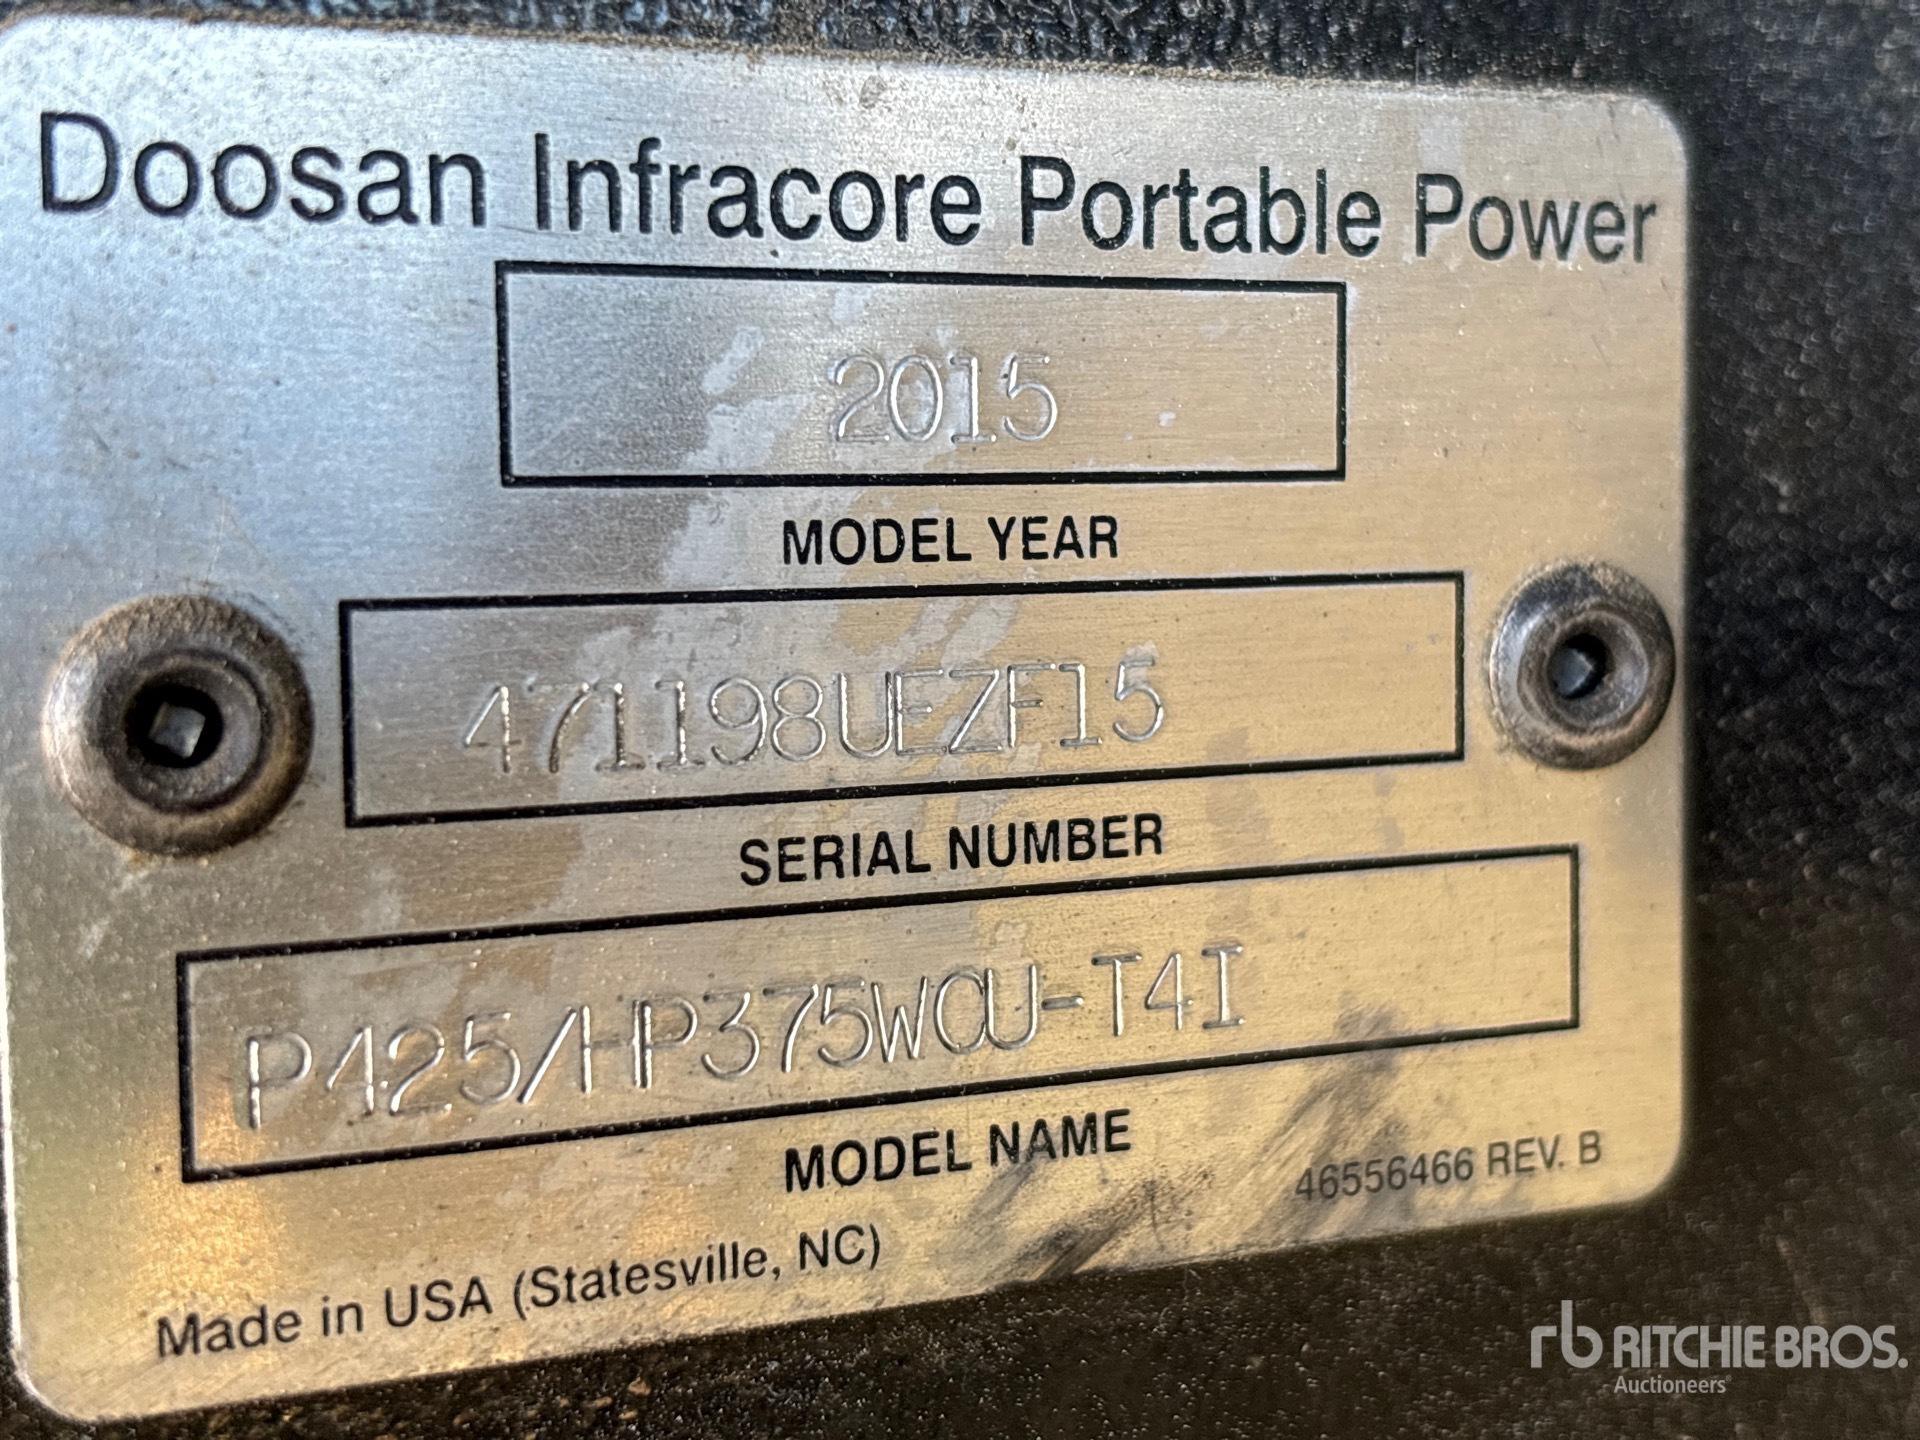 Doosan Infracore Portable Power
2015
MODEL YEAR
471198UEZF15
SERIAL NUMBER
P425/HP375WCU-T4I
MODEL NAME
46556466 REV. B
Made in USA (Statesville, NC)
rb RITCHIE BROS.
Auctioneers